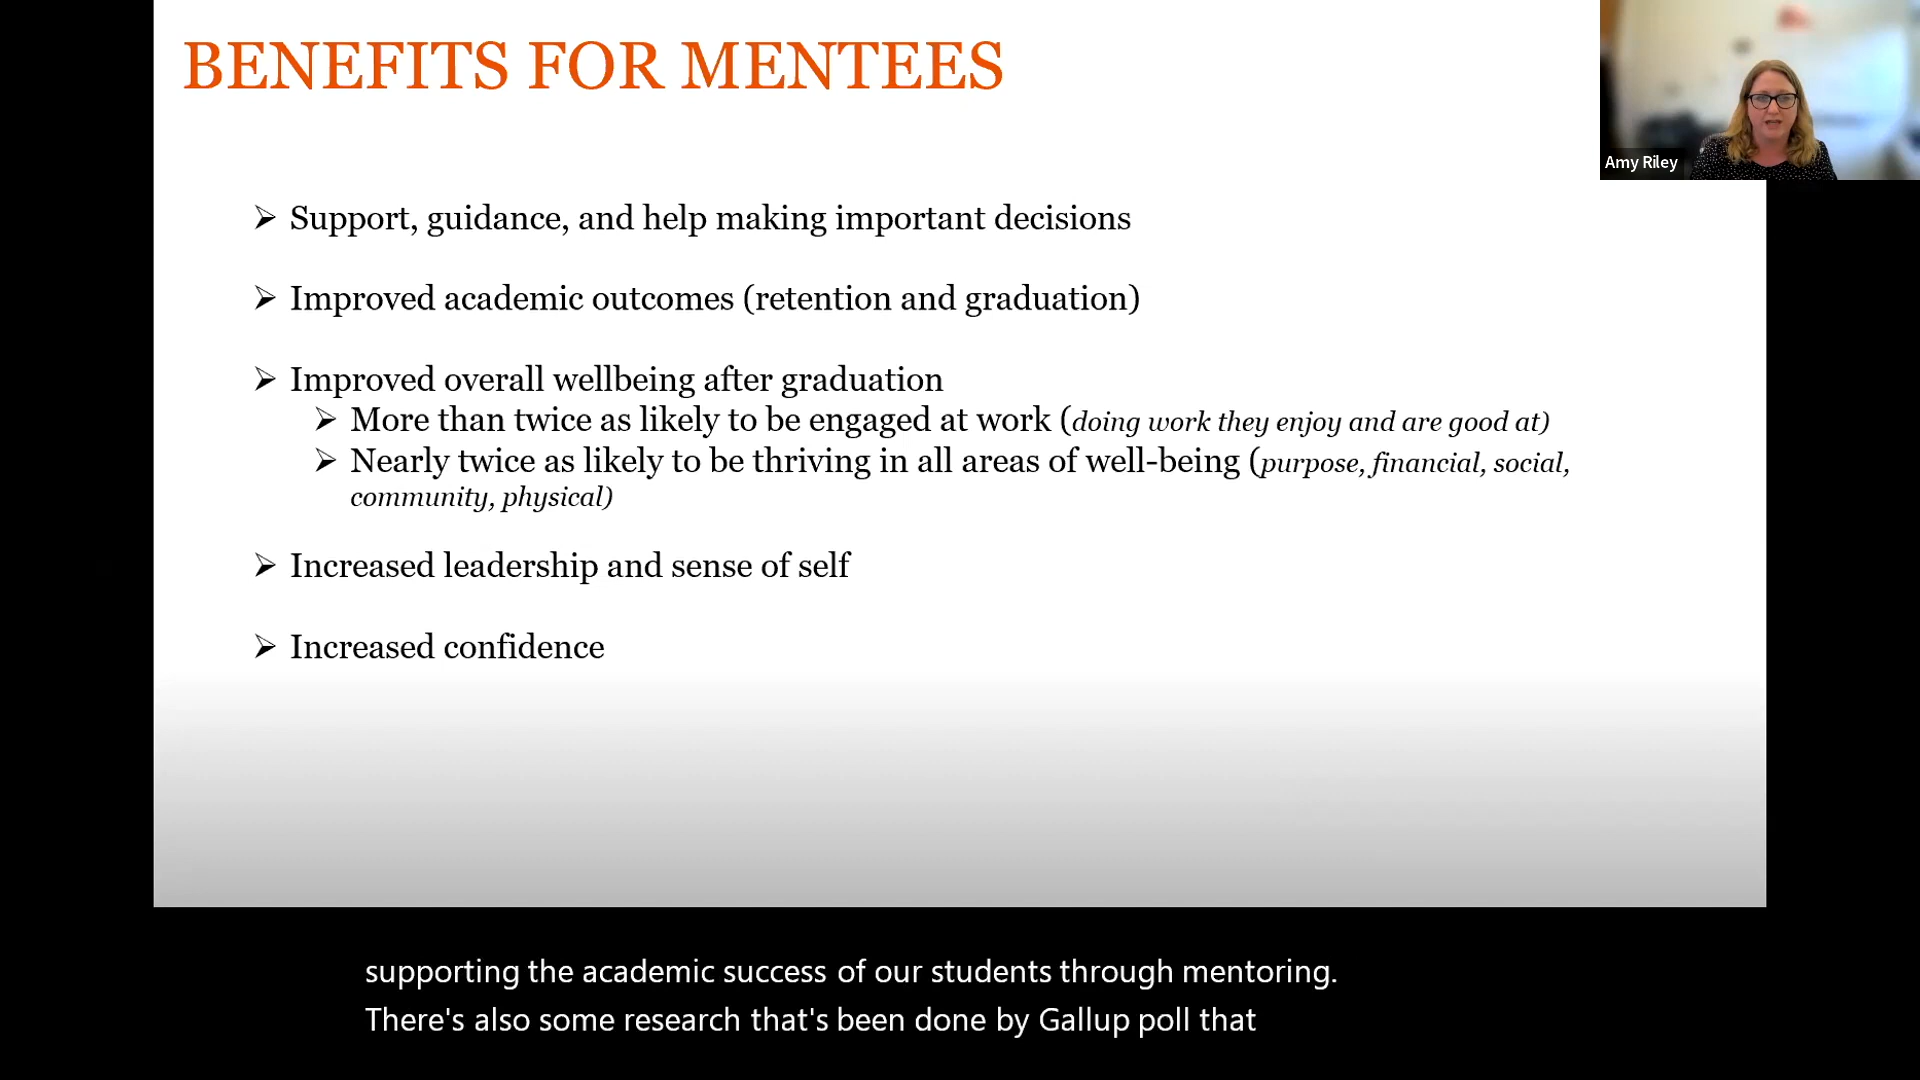 BENEFITS FOR MENTEES
Amy Riley
➢ Support, guidance, and help making important decisions
➢ Improved academic outcomes (retention and graduation)
➢ Improved overall wellbeing after graduation
➢ More than twice as likely to be engaged at work (doing work they enjoy and are good at)
➢ Nearly twice as likely to be thriving in all areas of well-being (purpose, financial, social,
community, physical)
➢ Increased leadership and sense of self
➢ Increased confidence
supporting the academic success of our students through mentoring.
There's also some research that's been done by Gallup poll that